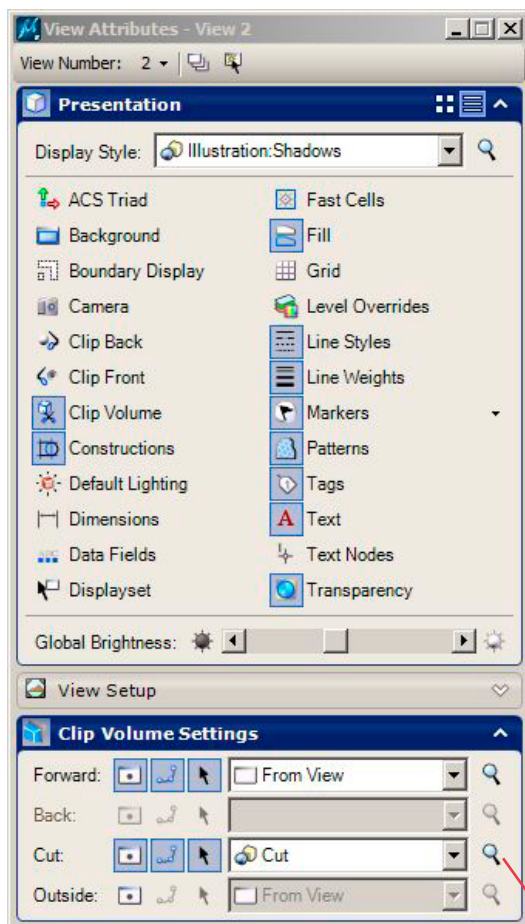 View Attributes - View 2
View Number: 2
Presentation
Display Style: Illustration:Shadows
ACS Triad Fast Cells
Background Fill
Boundary Display Grid
Camera Level Overrides
Clip Back Line Styles
Clip Front Line Weights
Clip Volume Markers
Constructions Patterns
Default Lighting Tags
Dimensions A Text
Data Fields Text Nodes
Displayset Transparency
Global Brightness:
View Setup
Clip Volume Settings
Forward: From View
Back:
Cut: Cut
Outside: From View